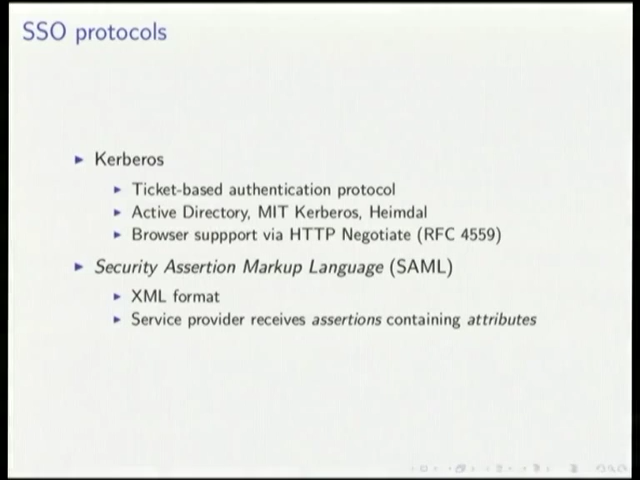 SSO protocols
Kerberos
Ticket-based authentication protocol
Active Directory, MIT Kerberos, Heimdal
Browser suppport via HTTP Negotiate (RFC 4559)
Security Assertion Markup Language (SAML)
XML format
Service provider receives assertions containing attributes